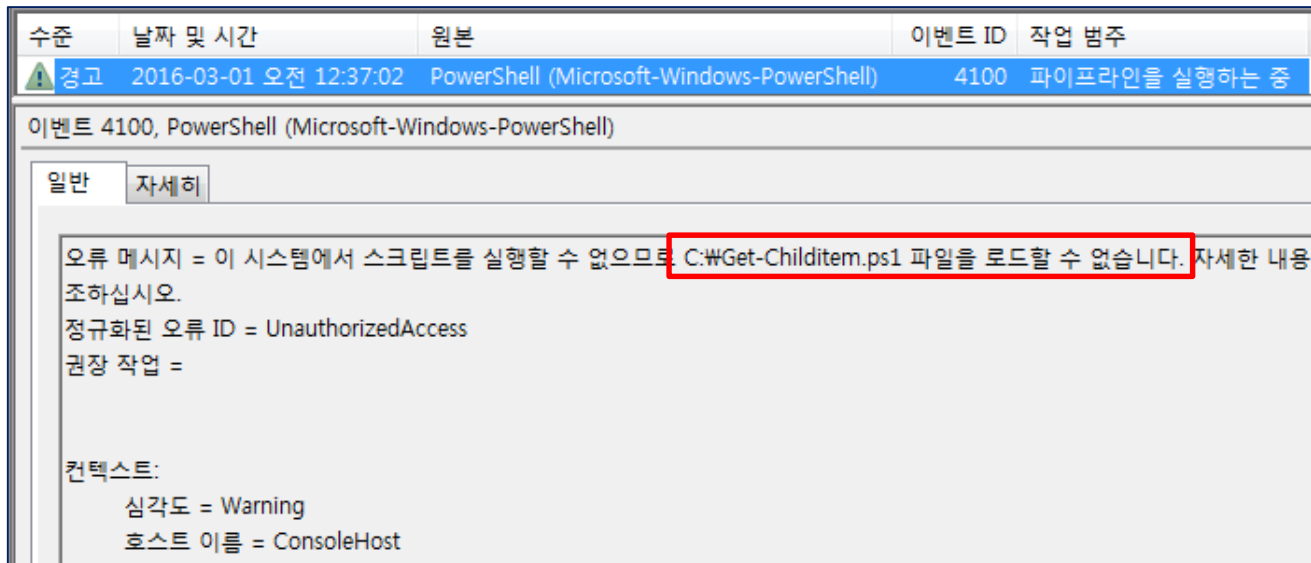 수준 날짜 및 시간 원본 이벤트 ID 작업 범주
경고 2016-03-01 오전 12:37:02 PowerShell (Microsoft-Windows-PowerShell) 4100 파이프라인을 실행하는 중
이벤트 4100, PowerShell (Microsoft-Windows-PowerShell)
일반 자세히
오류 메시지 = 이 시스템에서 스크립트를 실행할 수 없으므로 C:₩Get-Childitem.ps1 파일을 로드할 수 없습니다. 자세한 내용
조하십시오.
정규화된 오류 ID = UnauthorizedAccess
권장 작업 =
컨텍스트:
심각도 = Warning
호스트 이름 = ConsoleHost